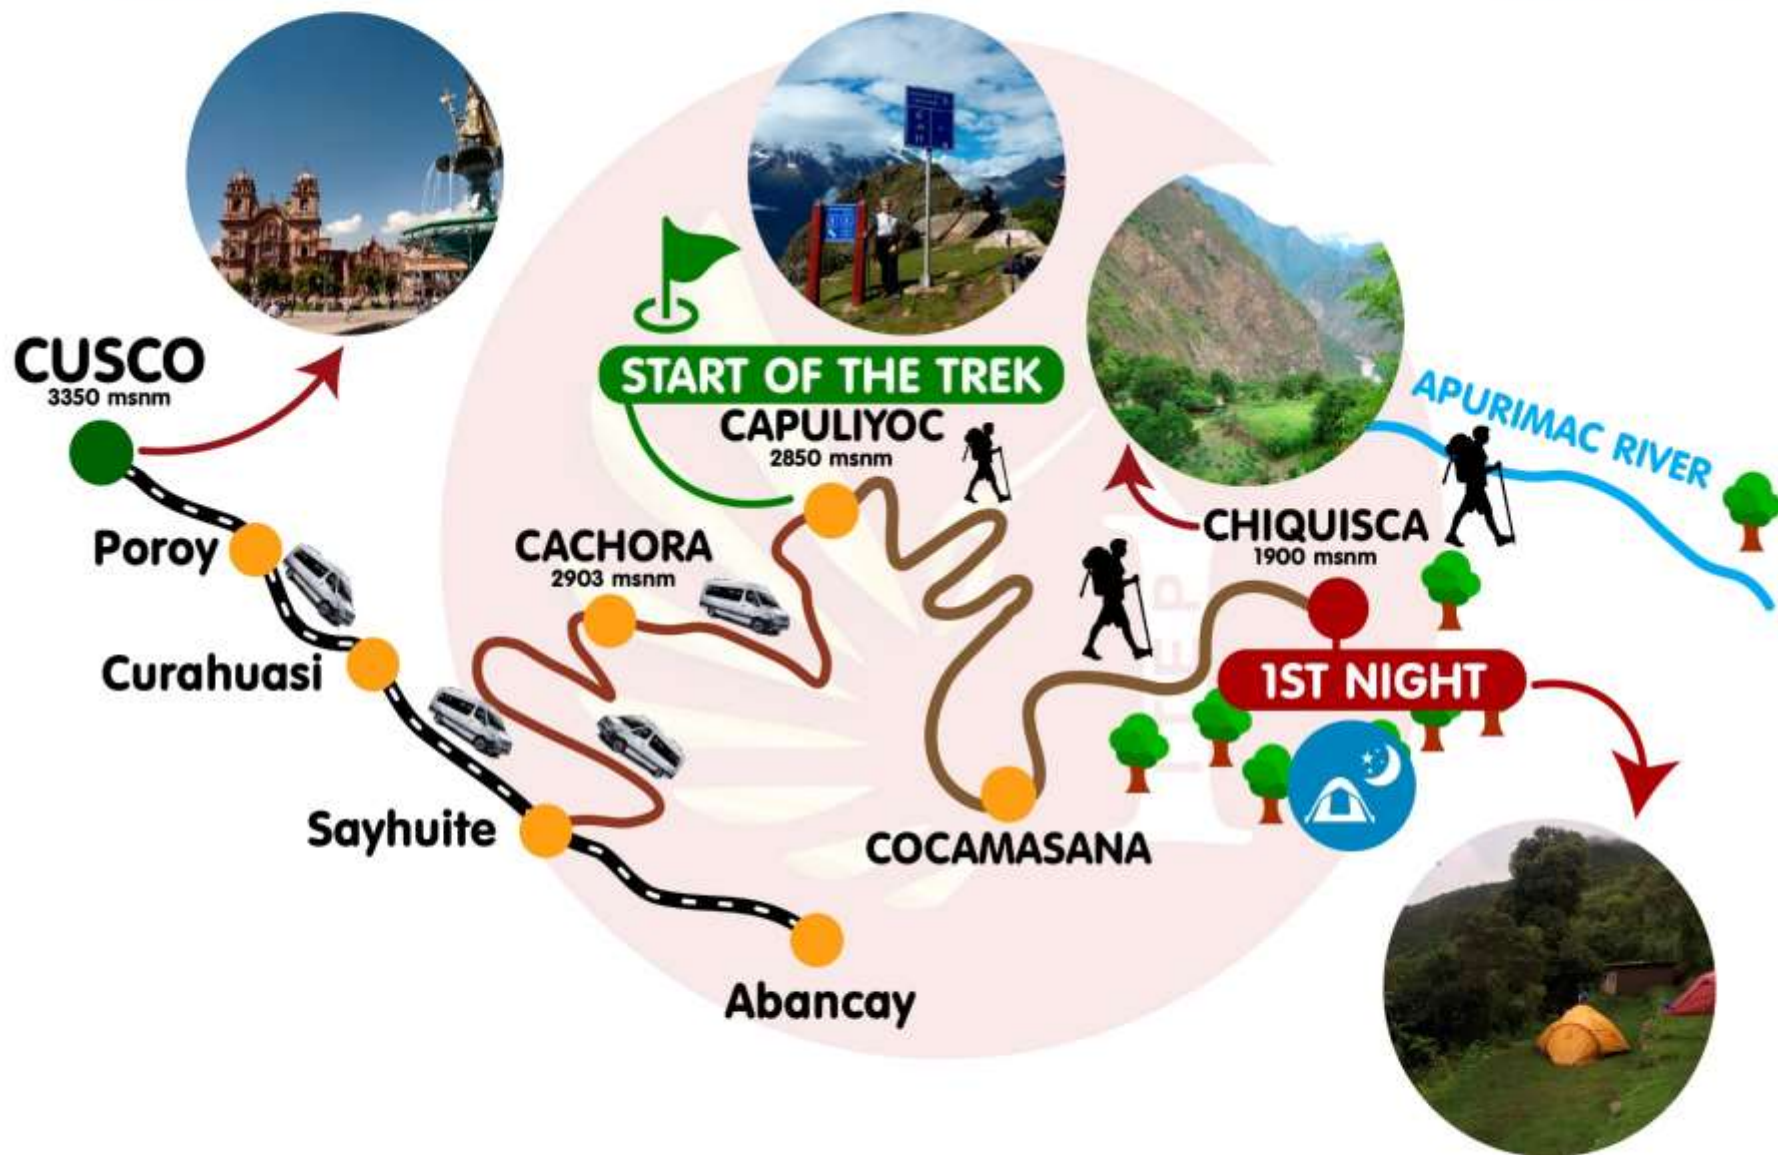 CUSCO
3350 msnm
START OF THE TREK
CAPULIYOC
2850 msnm
APURIMAC RIVER
Poroy
CACHORA
2903 msnm
CHIQUISCA
1900 msnm
Curahuasi
1ST NIGHT
Sayhuite
COCAMASANA
Abancay